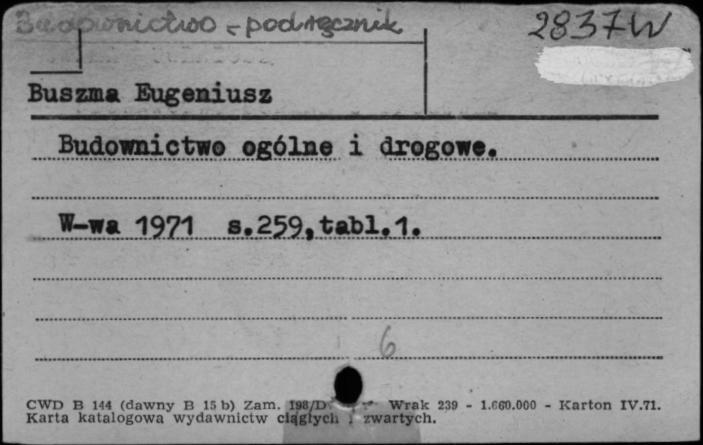 Budownictwo - podręcznik 2837W
Buszma Eugeniusz
Budownictwo ogólne i drogowe.
W-wa 1971 s.259,tabl.1.
6
CWD B 144 (dawny B 15 b) Zam. 198/D Wrak 239 - 1.660.000 - Karton IV.71.
Karta katalogowa wydawnictw ciągłych i zwartych.